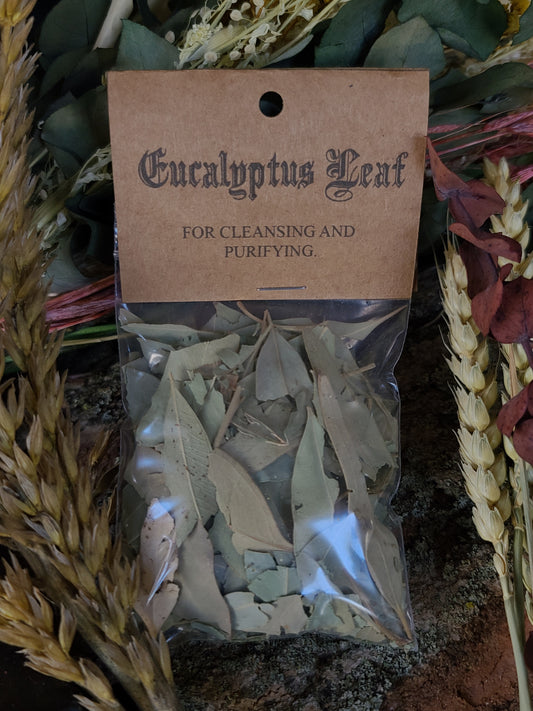 Eucalyptus Leaf
FOR CLEANSING AND
PURIFYING.